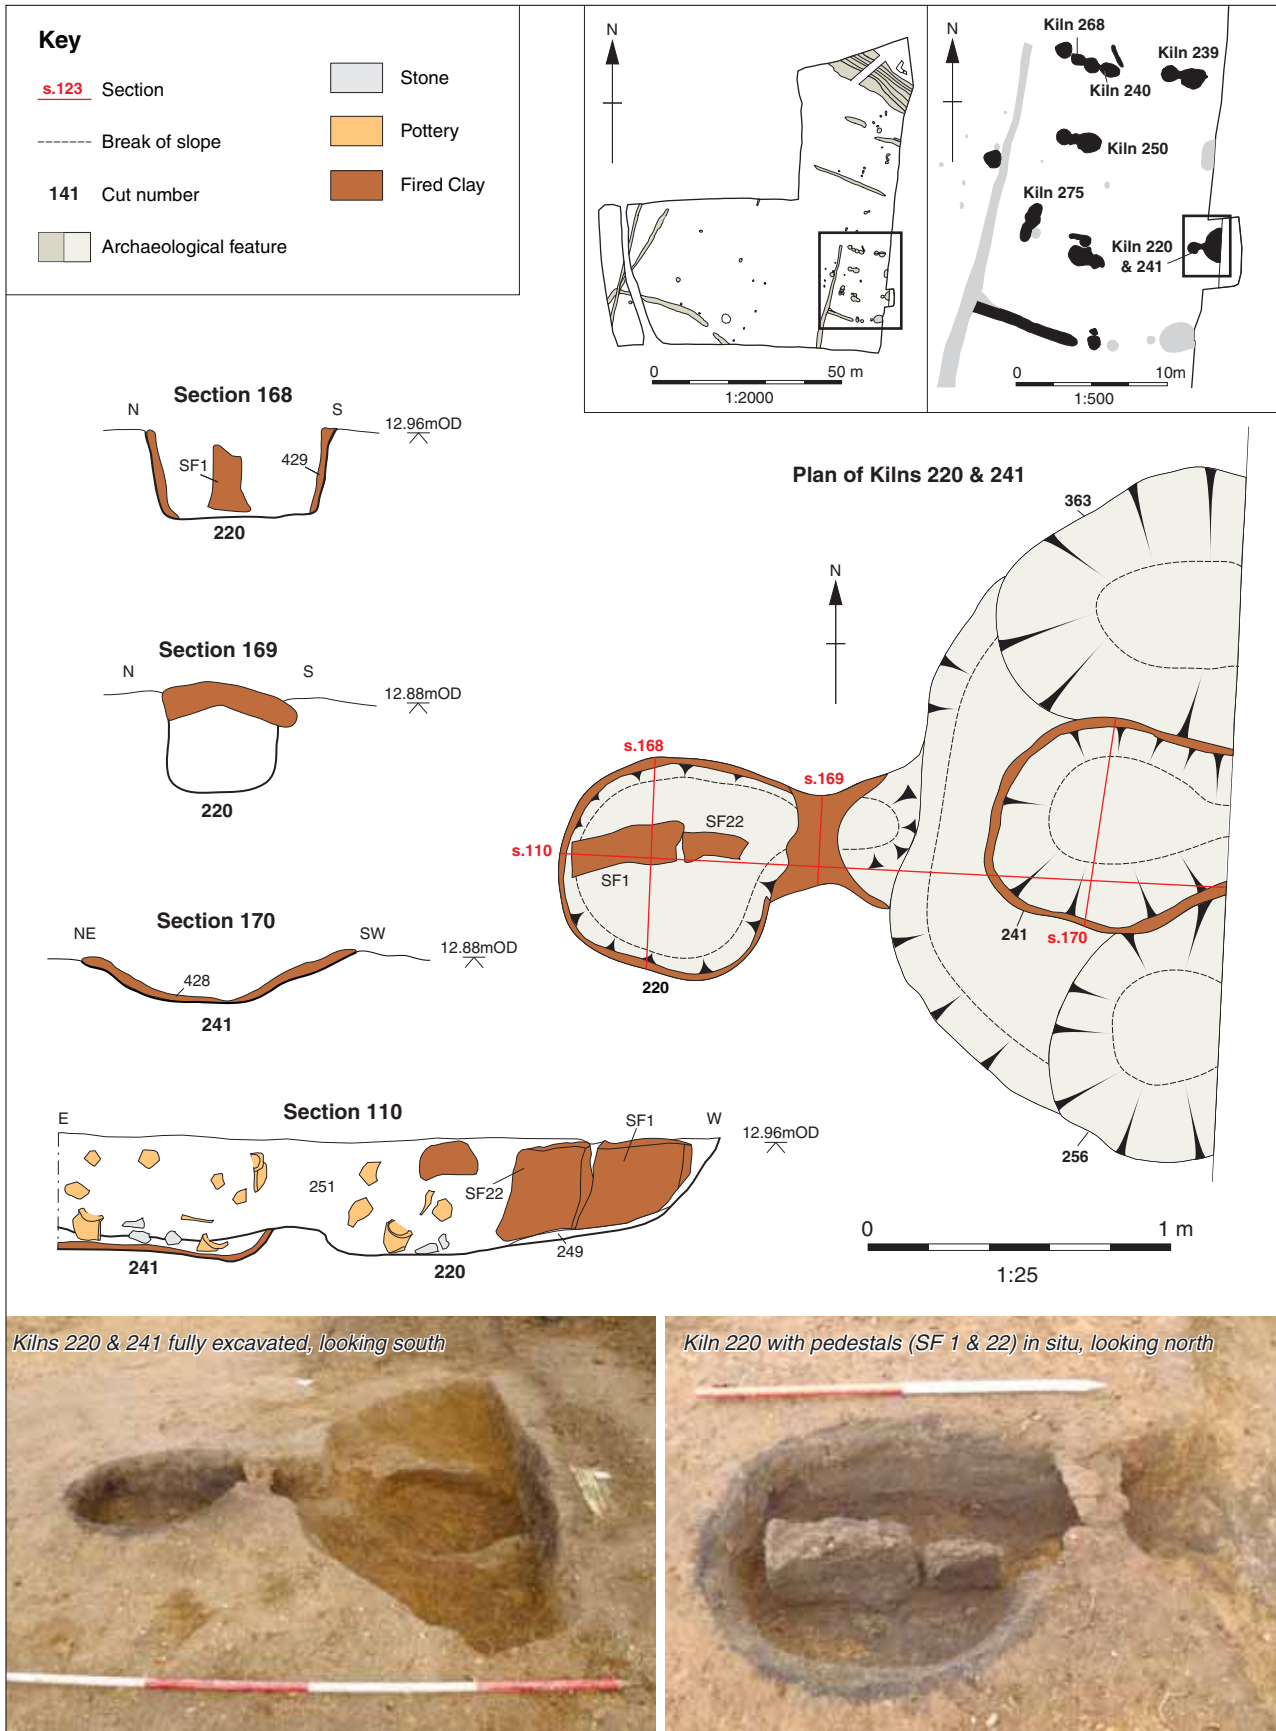 Key
s.123 Section
Break of slope
141 Cut number
Archaeological feature
Stone
Pottery
Fired Clay
N
0 50 m
1:2000
N
Kiln 268
Kiln 239
Kiln 240
Kiln 250
Kiln 275
Kiln 220
& 241
0 10m
1:500
Section 168
N S
12.96mOD
SF1
429
220
Section 169
N S
12.88mOD
220
Section 170
NE SW
12.88mOD
428
241
Plan of Kilns 220 & 241
363
N
s.168
s.169
SF22
s.110
SF1
241
s.170
220
256
Section 110
E SF1 W
12.96mOD
251
SF22
249
241
220
0 1 m
1:25
Kilns 220 & 241 fully excavated, looking south
Kiln 220 with pedestals (SF 1 & 22) in situ, looking north